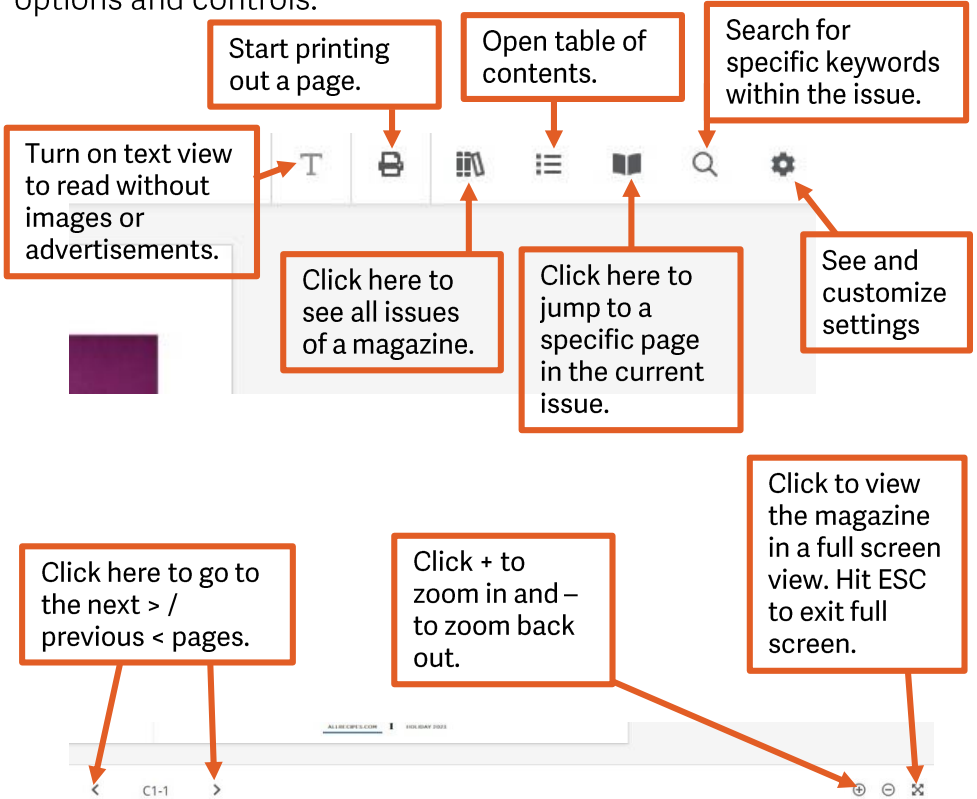 options and controls.
Start printing
out a page.
Open table of
contents.
Search for
specific keywords
within the issue.
Turn on text view
to read without
images or
advertisements.
T
Click here to
see all issues
of a magazine.
Click here to
jump to a
specific page
in the current
issue.
See and
customize
settings
Click here to go to
the next > /
previous < pages.
Click + to
zoom in and –
to zoom back
out.
Click to view
the magazine
in a full screen
view. Hit ESC
to exit full
screen.
ALLRECIPES.COM 1 HOLIDAY 2021
< C1-1 >